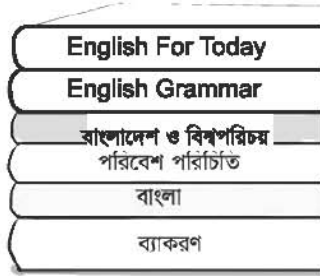 English For Today
English Grammar
বাংলাদেশ ও বিশ্বপরিচয়
পরিবেশ পরিচিতি
বাংলা
ব্যাকরণ